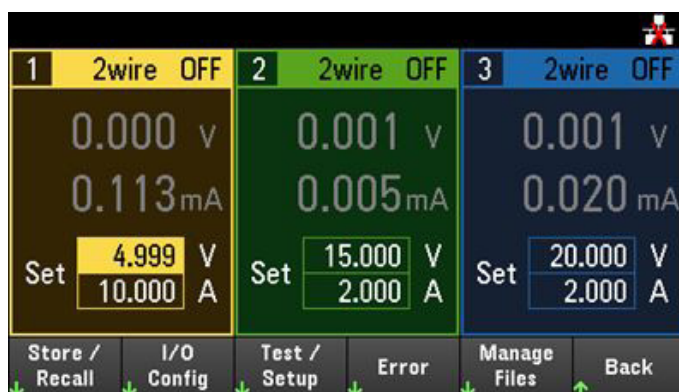 1 2wire OFF 2 2wire OFF 3 2wire OFF
0.000 V 0.001 V 0.001 V
0.113mA 0.005mA 0.020 mA
Set 4.999 V Set 15.000 V Set 20.000 V
10.000 A 2.000 A 2.000 A
Store / I/O Test / Error Manage Back
Recall Config Setup Files